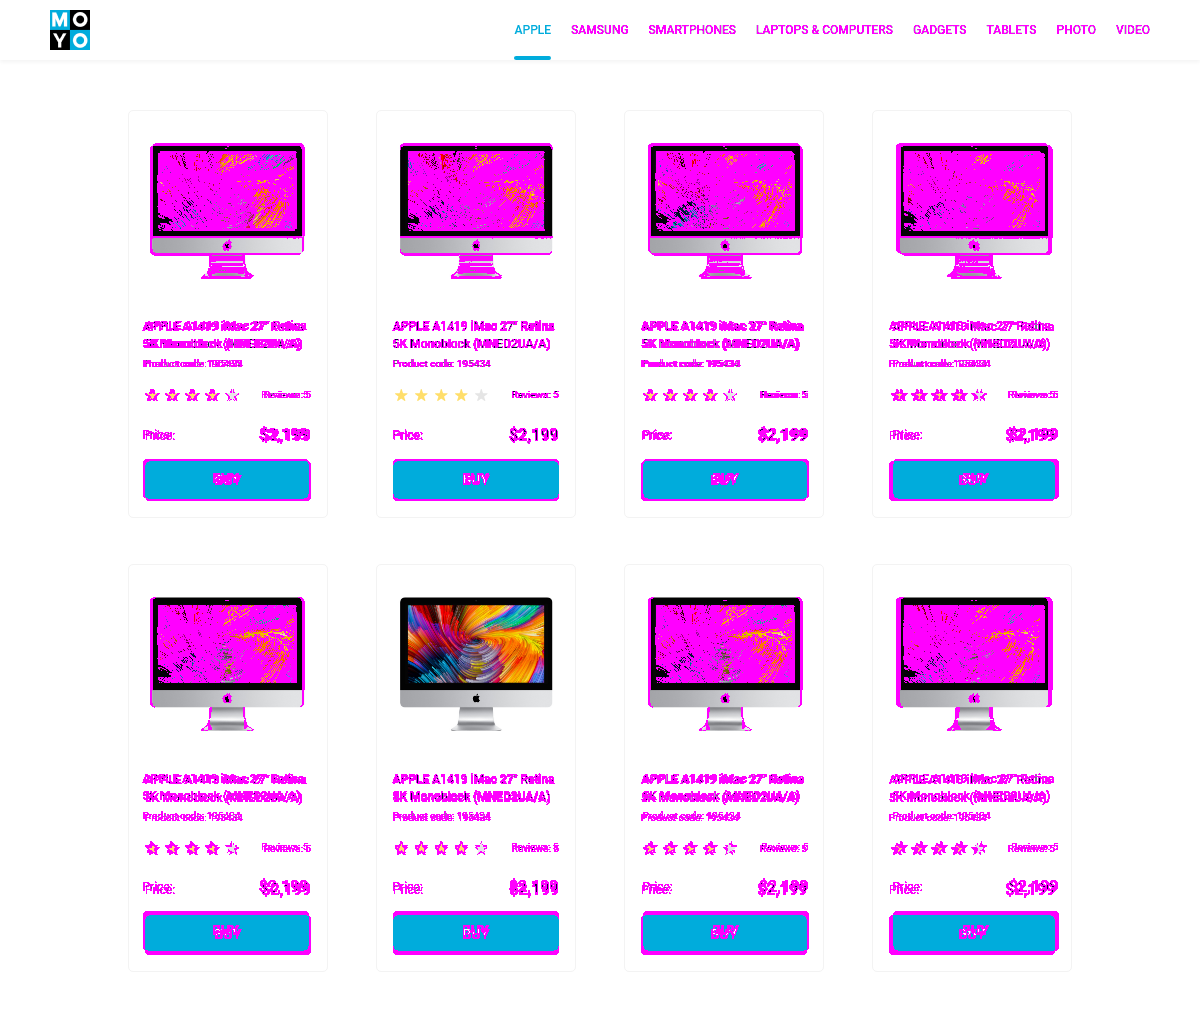 MO
YO
APPLE SAMSUNG SMARTPHONES LAPTOPS & COMPUTERS GADGETS TABLETS PHOTO VIDEO
APPLE A1419 iMac 27" Retina
5K Monoblock (MNED2UA/A)
Product code: 195434
Reviews: 5
Price: $2,199
BUY
APPLE A1419 iMac 27" Retina
5K Monoblock (MNED2UA/A)
Product code: 195434
Reviews: 5
Price: $2,199
BUY
APPLE A1419 iMac 27" Retina
5K Monoblock (MNED2UA/A)
Product code: 195434
Reviews: 5
Price: $2,199
BUY
APPLE A1419 iMac 27" Retina
5K Monoblock (MNED2UA/A)
Product code: 195434
Reviews: 5
Price: $2,199
BUY
APPLE A1419 iMac 27" Retina
5K Monoblock (MNED2UA/A)
Product code: 195434
Reviews: 5
Price: $2,199
BUY
APPLE A1419 iMac 27" Retina
5K Monoblock (MNED2UA/A)
Product code: 195434
Reviews: 5
Price: $2,199
BUY
APPLE A1419 iMac 27" Retina
5K Monoblock (MNED2UA/A)
Product code: 195434
Reviews: 5
Price: $2,199
BUY
APPLE A1419 iMac 27" Retina
5K Monoblock (MNED2UA/A)
Product code: 195434
Reviews: 5
Price: $2,199
BUY